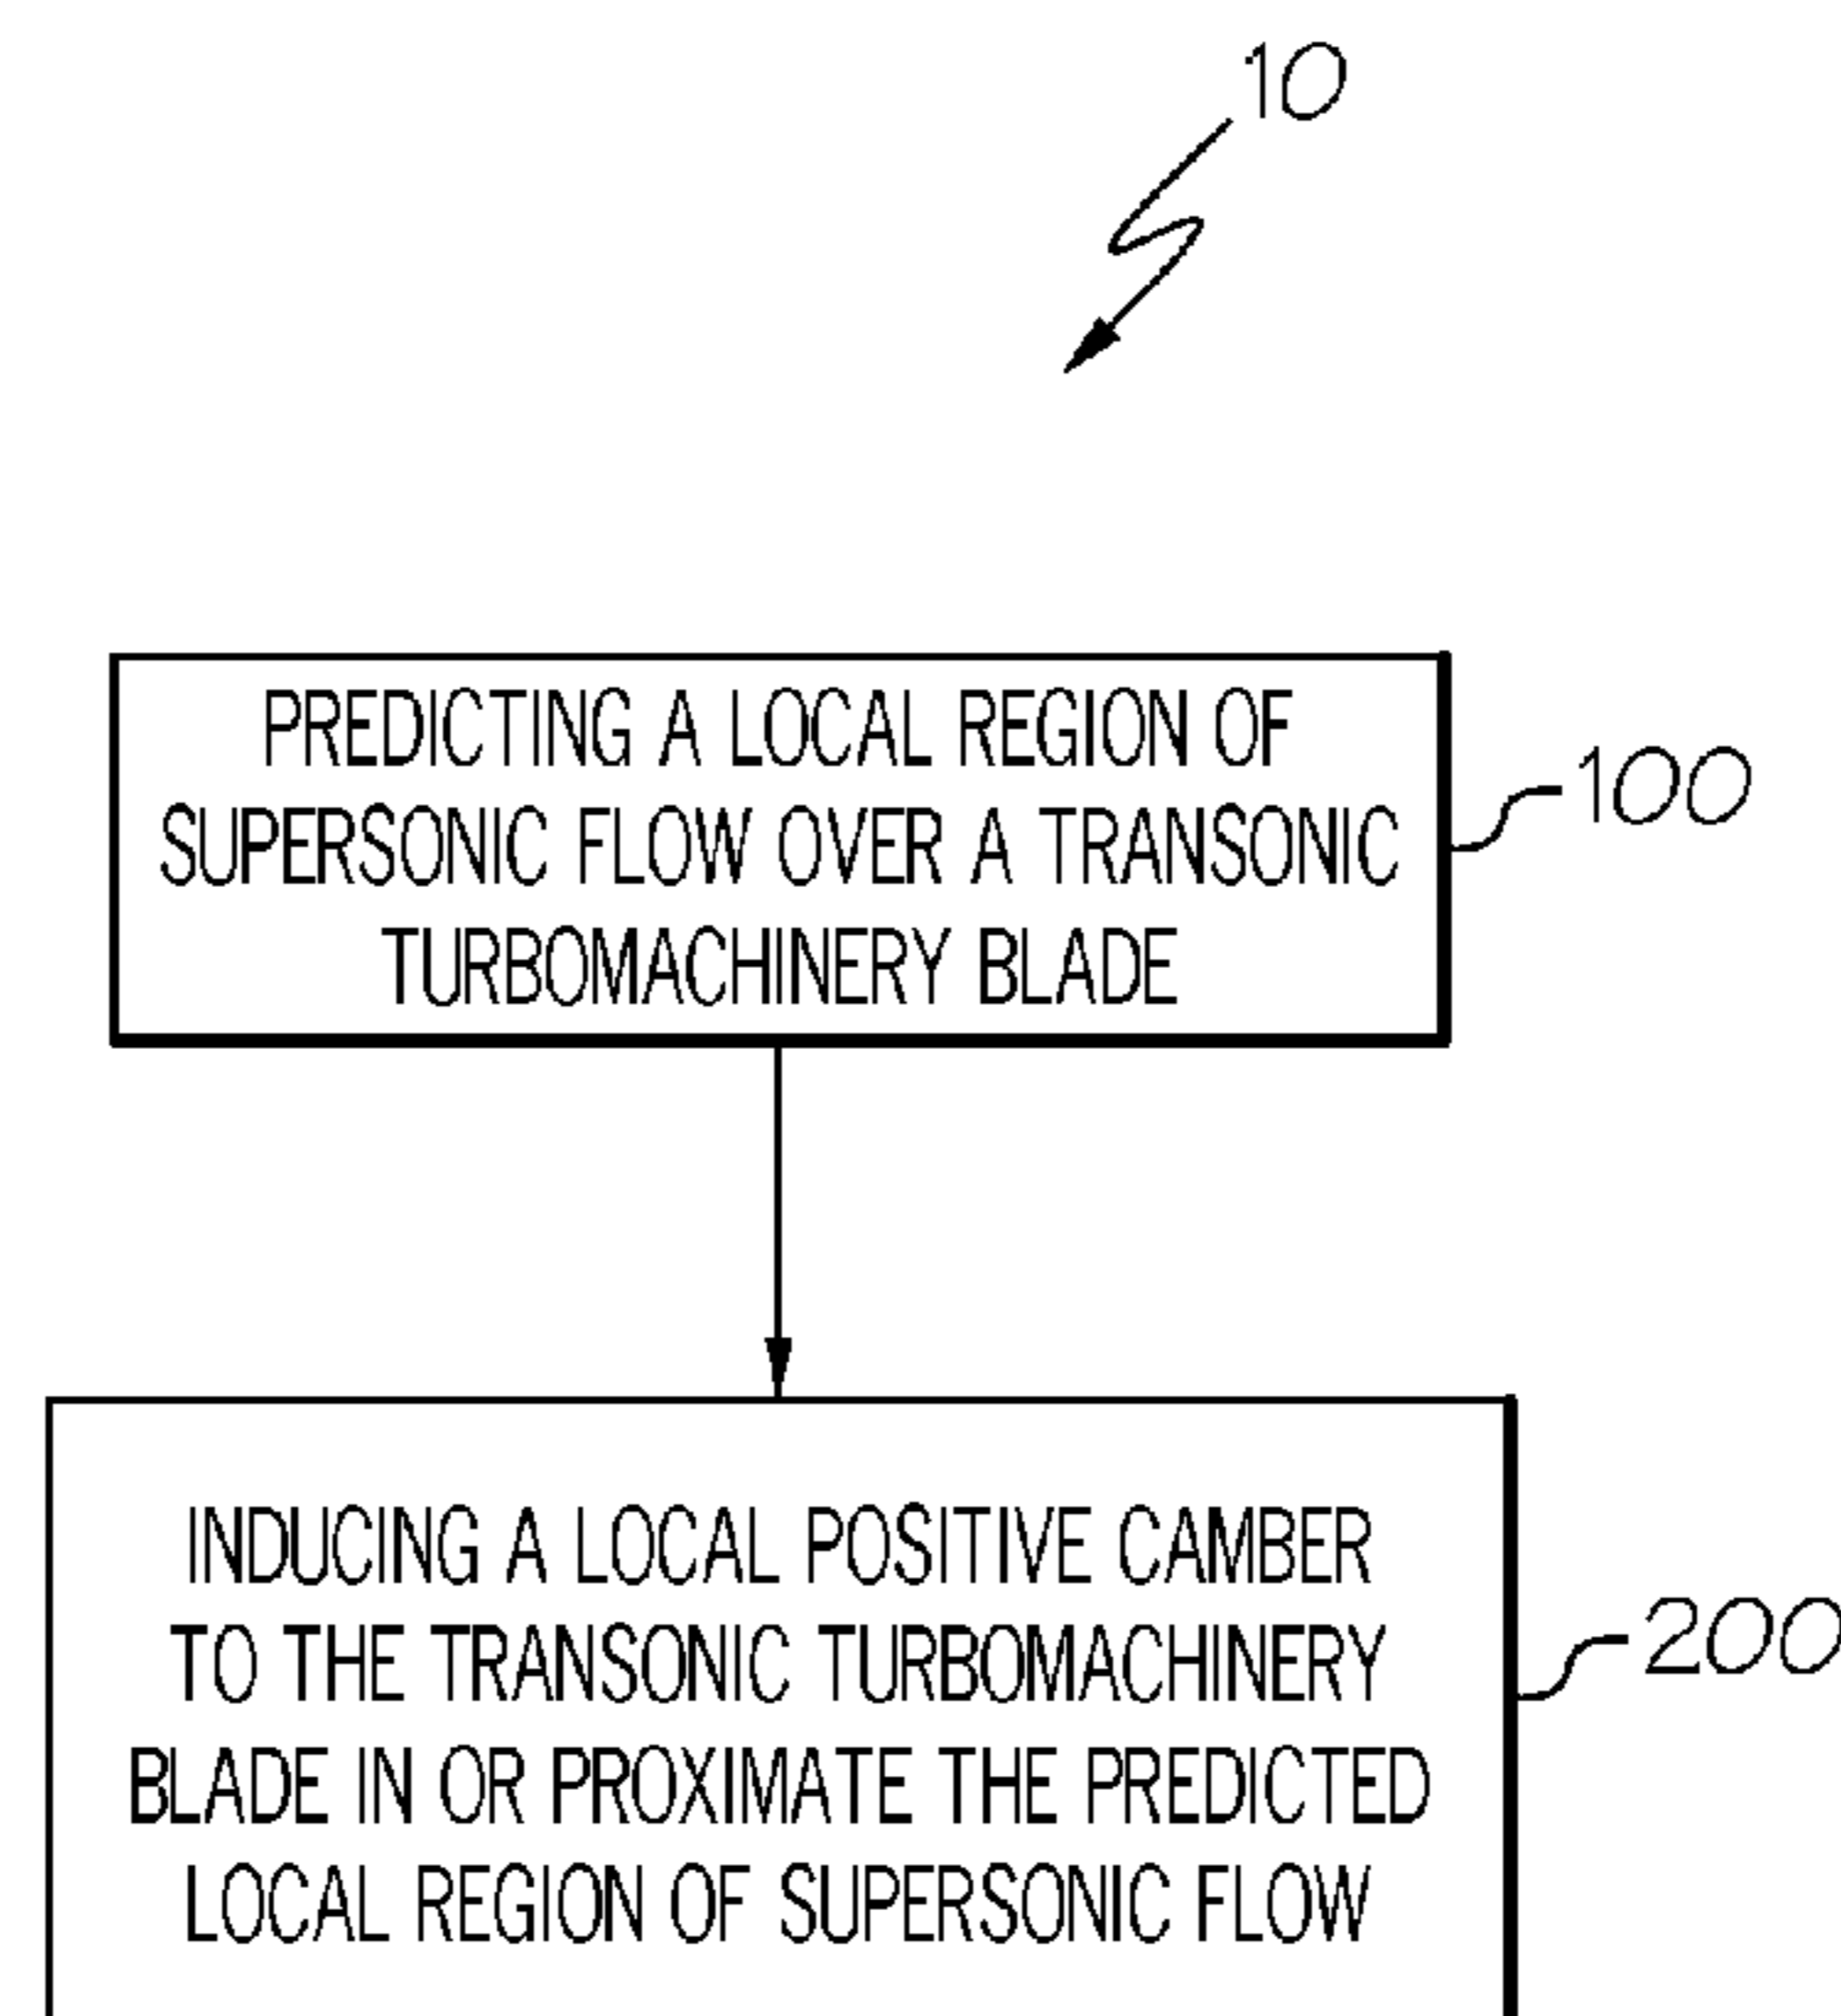 10
PREDICTING A LOCAL REGION OF
SUPERSONIC FLOW OVER A TRANSONIC
TURBOMACHINERY BLADE
100
INDUCING A LOCAL POSITIVE CAMBER
TO THE TRANSONIC TURBOMACHINERY
BLADE IN OR PROXIMATE THE PREDICTED
LOCAL REGION OF SUPERSONIC FLOW
200